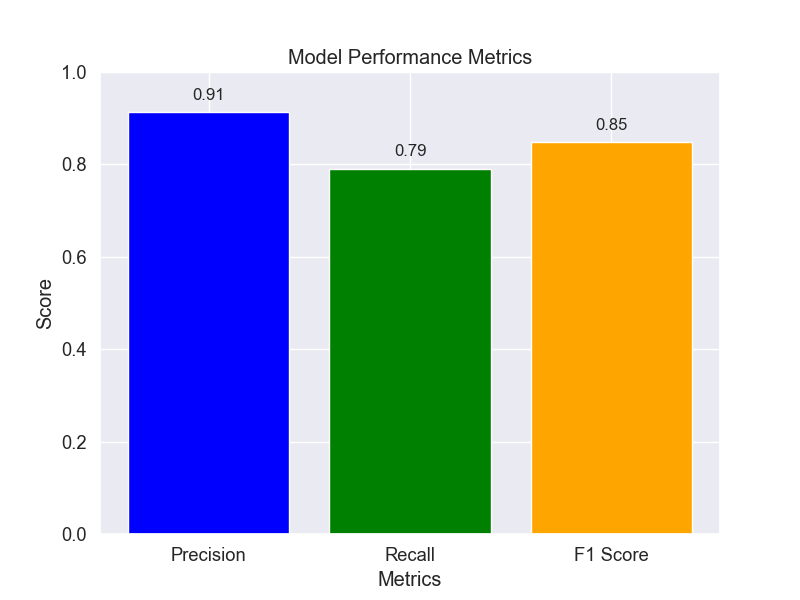 Model Performance Metrics
1.0
0.8
0.6
0.4
0.2
0.0
Score
0.91
0.79
0.85
Precision
Recall
F1 Score
Metrics